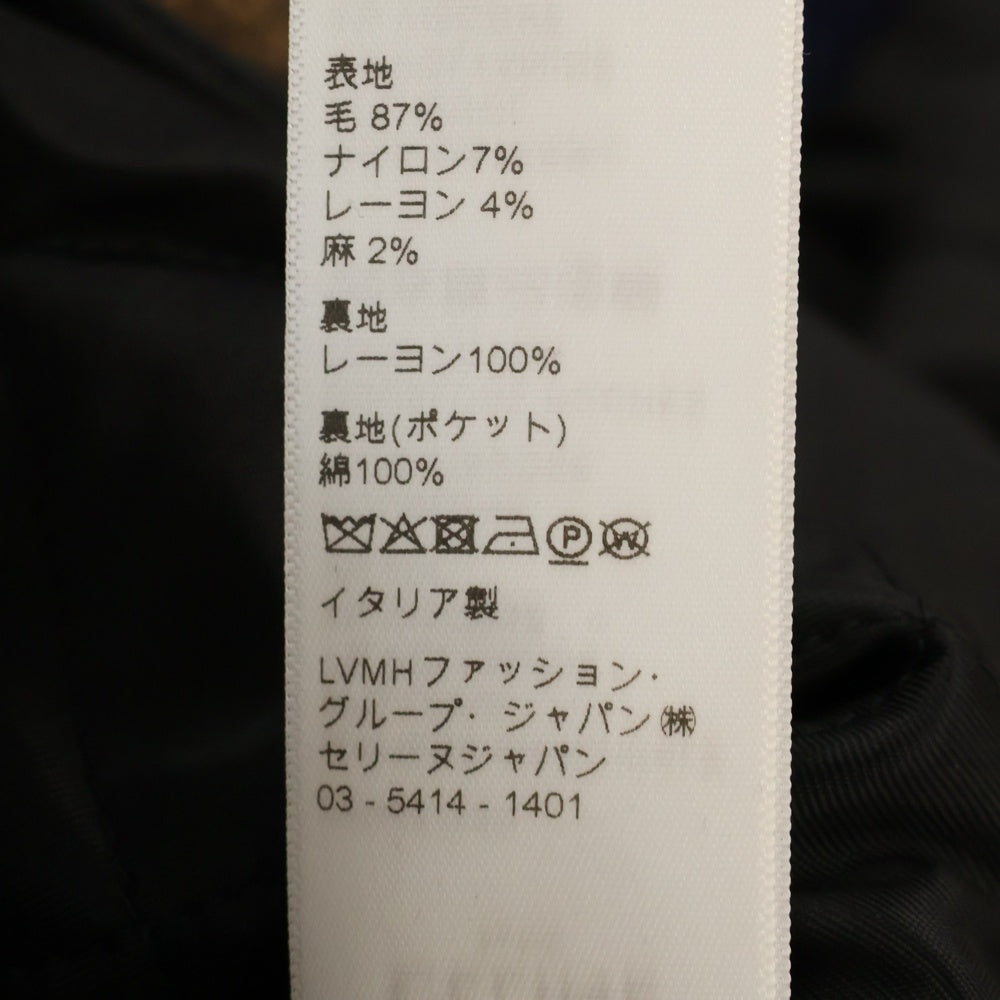 表地
毛 87%
ナイロン7%
レーヨン 4%
麻 2%
裏地
レーヨン100%
裏地(ポケット)
綿100%
P W
イタリア製
LVMHファッション・
グループ・ジャパン㈱
セリーヌジャパン
03 - 5414 - 1401